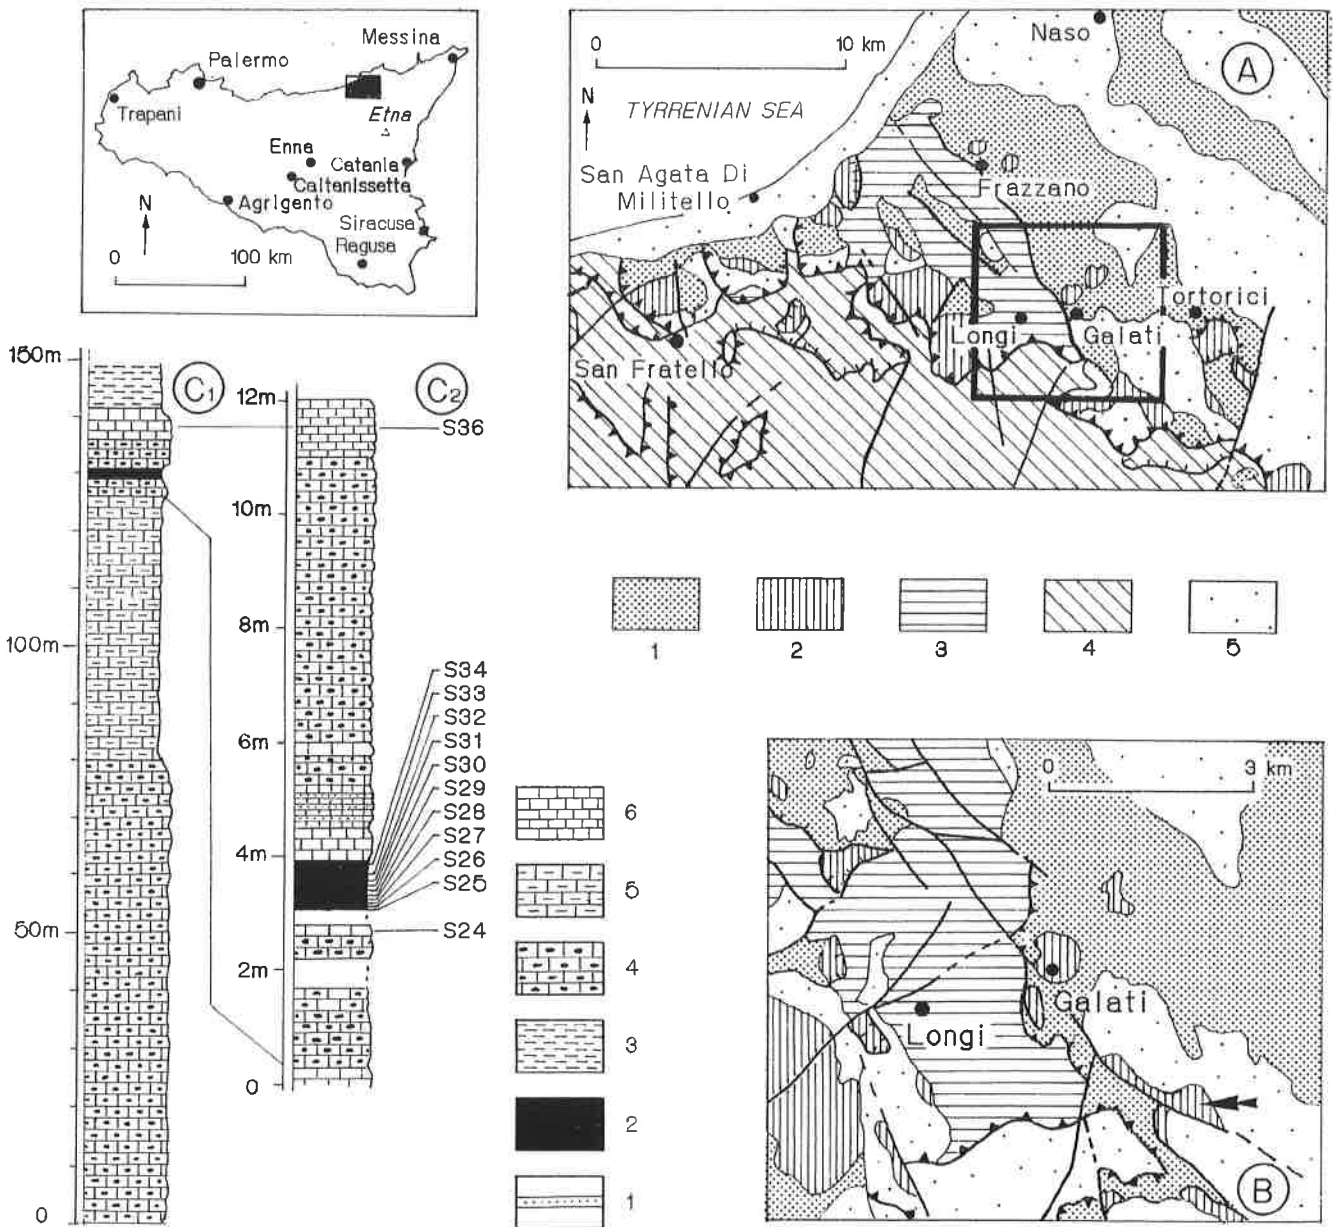 Messina
Palermo
Trapani
Etna
Enna
Catania
Caltanissetta
Agrigento
N
Siracusa
Ragusa
0 100 km
0 10 km
Naso
A
N
TYRRENIAN SEA
San Agata Di
Militello
Frazzano
Tortorici
Longi
Galati
San Fratello
1 2 3 4 5
150m
C1
100m
50m
0
C2
12m
10m
8m
6m
4m
2m
0
S36
S34
S33
S32
S31
S30
S29
S28
S27
S26
S25
S24
6
5
4
3
2
1
0 3 km
Galati
Longi
B